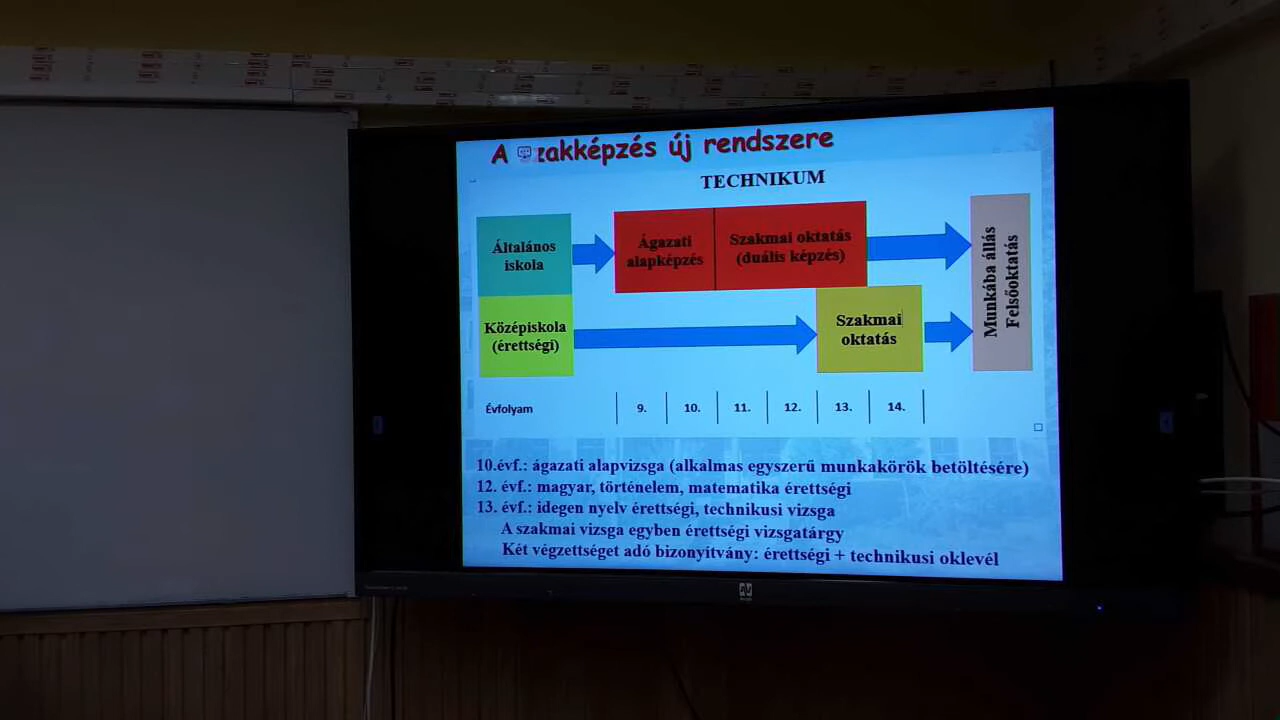 A zakképzés új rendszere
TECHNIKUM
Általános
iskola
Ágazati
alapképzés
Szakmai oktatás
(duális képzés)
Középiskola
(érettségi)
Szakmai
oktatás
Munkába állás
Felsőoktatás
Évfolyam 9. 10. 11. 12. 13. 14.
10.évf.: ágazati alapvizsga (alkalmas egyszerű munkakörök betöltésére)
12. évf.: magyar, történelem, matematika érettségi
13. évf.: idegen nyelv érettségi, technikusi vizsga
A szakmai vizsga egyben érettségi vizsgatárgy
Két végzettséget adó bizonyítvány: érettségi + technikusi oklevél